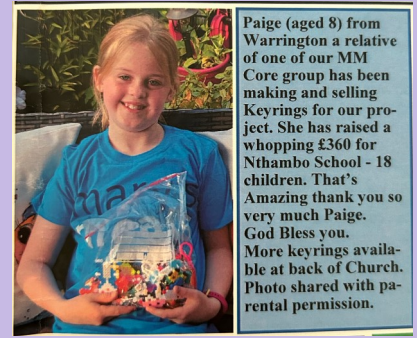 Paige (aged 8) from
Warrington a relative
of one of our MM
Core group has been
making and selling
Keyrings for our pro-
ject. She has raised a
whopping £360 for
Nthambo School - 18
children. That's
Amazing thank you so
very much Paige.
God Bless you.
More keyrings availa-
ble at back of Church.
Photo shared with pa-
rental permission.